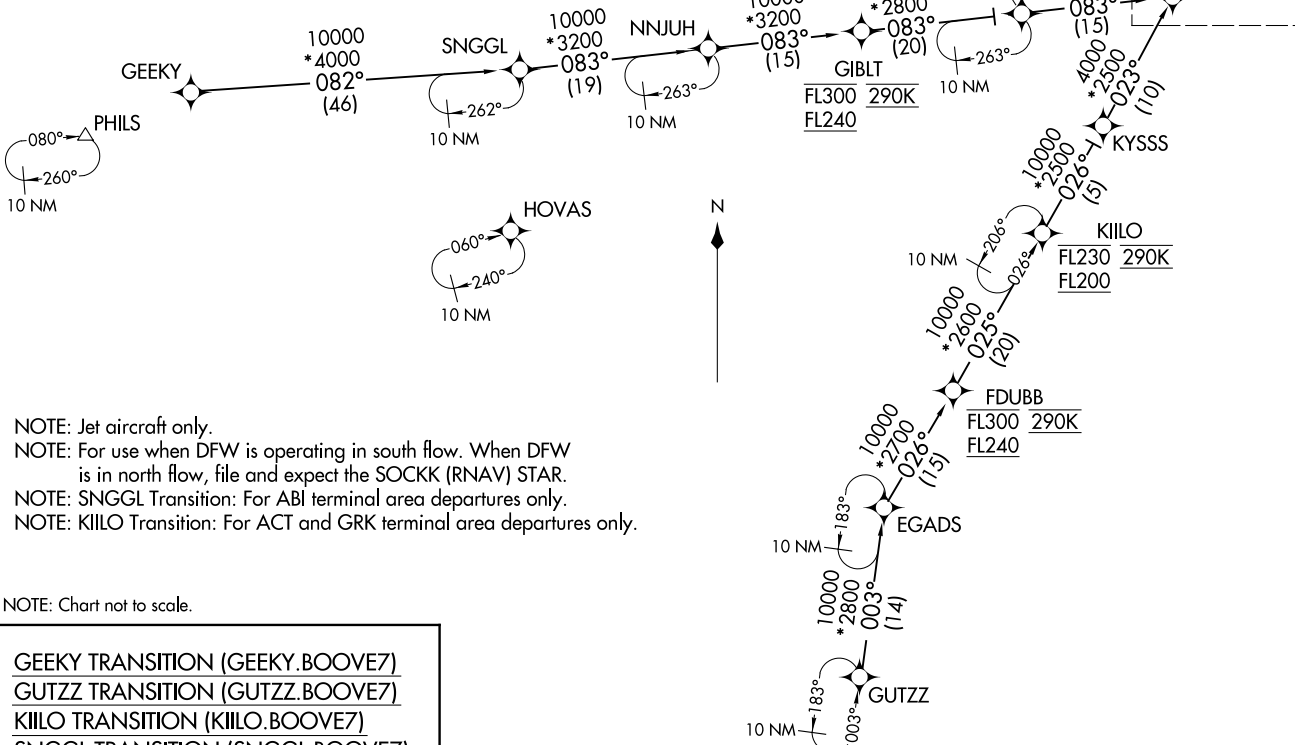 10000
*3200
083°
(15)
*2800
083°
(20)
083°
(15)
10000
*4000
082°
(46)
10000
*3200
083°
(19)
GEEKY
SNGGL
NNJUH
GIBLT
FL300 290K
FL240
262°
10 NM
263°
10 NM
263°
10 NM
4000
*2500
023°
(10)
PHILS
080°
260°
10 NM
KYSSS
10000
*2500
026°
(5)
HOVAS
060°
240°
10 NM
N
KIILO
FL230 290K
FL200
206°
026°
10 NM
10000
*2600
025°
(20)
FDUBB
FL300 290K
FL240
10000
*2700
026°
(15)
NOTE: Jet aircraft only.
NOTE: For use when DFW is operating in south flow. When DFW
is in north flow, file and expect the SOCKK (RNAV) STAR.
NOTE: SNGGL Transition: For ABI terminal area departures only.
NOTE: KIILO Transition: For ACT and GRK terminal area departures only.
183°
10 NM
EGADS
10000
*2800
003°
(14)
NOTE: Chart not to scale.
GEEKY TRANSITION (GEEKY.BOOVE7)
GUTZZ TRANSITION (GUTZZ.BOOVE7)
KIILO TRANSITION (KIILO.BOOVE7)
SNGGL TRANSITION (SNGGL.BOOVE7)
GUTZZ
183°
003°
10 NM